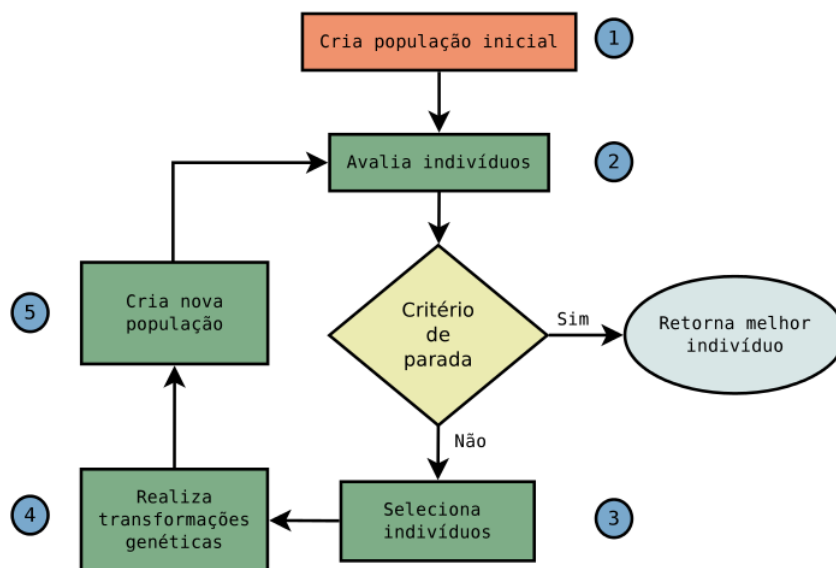 Cria população inicial
1
Avalia indivíduos
2
Cria nova
população
5
Critério
de
parada
Sim
Retorna melhor
indivíduo
Não
Realiza
transformações
genéticas
4
Seleciona
indivíduos
3